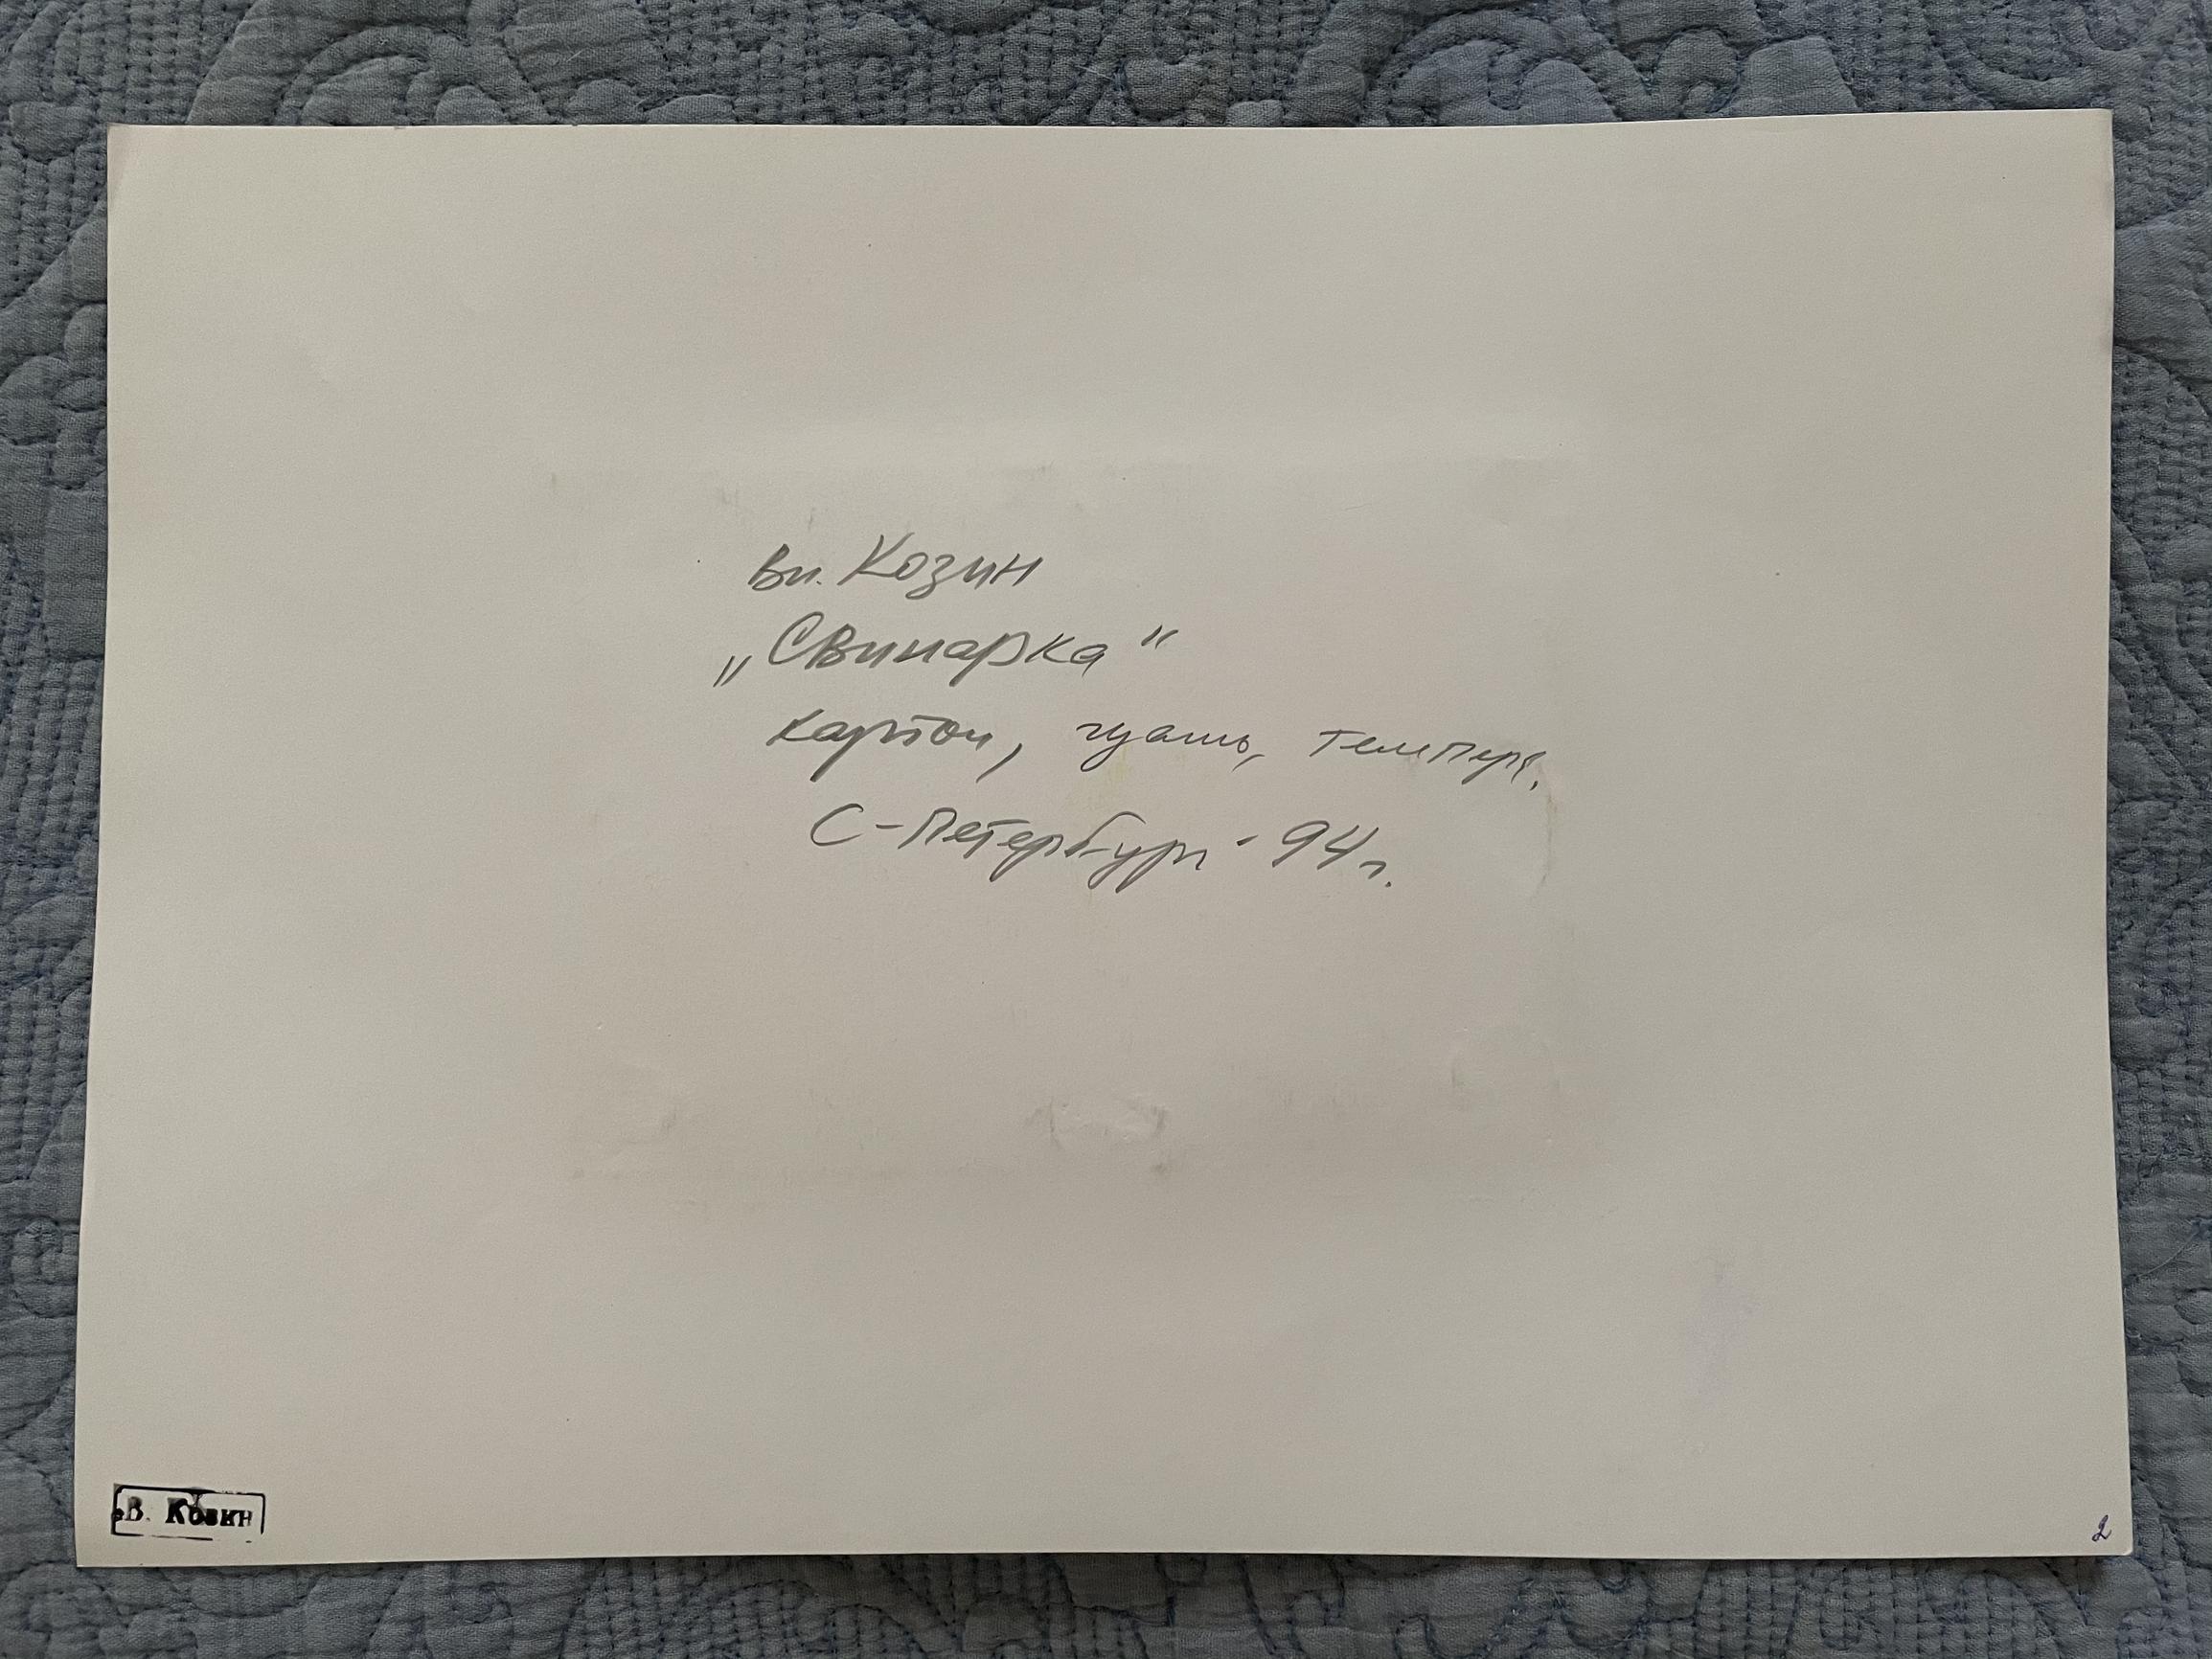 Вл. Козин
„Свинарка“
картон, гуашь, темпера.
С-Петербург - 94 г.
В. Козин
2